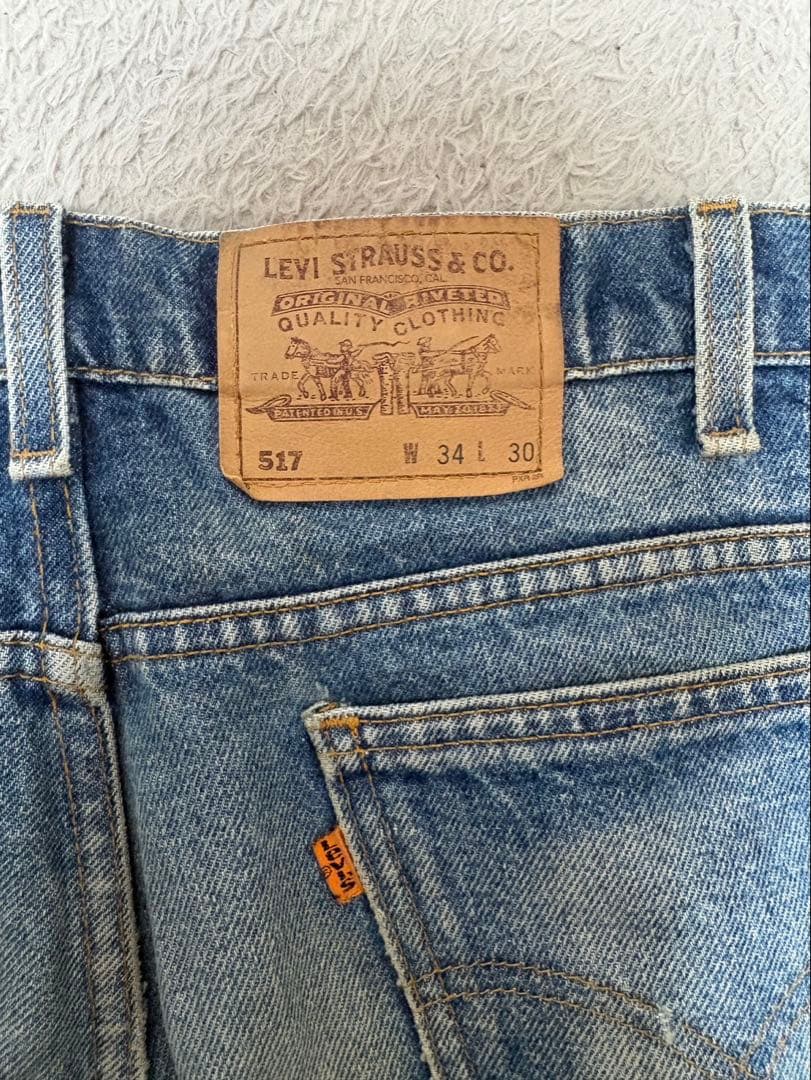 LEVI STRAUSS & CO.
SAN FRANCISCO, CAL.
ORIGINAL RIVETED
QUALITY CLOTHING
TRADE MARK
PATENTED IN U.S. MAY 20 1873
517 W 34 L 30
LEVI'S
®